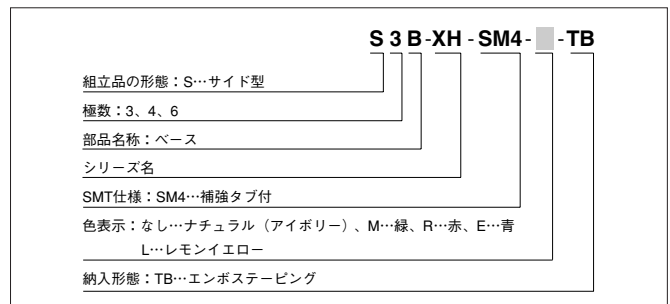 S 3 B-XH-SM4- -TB
組立品の形態：S…サイド型
極数：3、4、6
部品名称：ベース
シリーズ名
SMT仕様：SM4…補強タブ付
色表示：なし…ナチュラル（アイボリー）、M…緑、R…赤、E…青
L…レモンイエロー
納入形態：TB…エンボステーピング